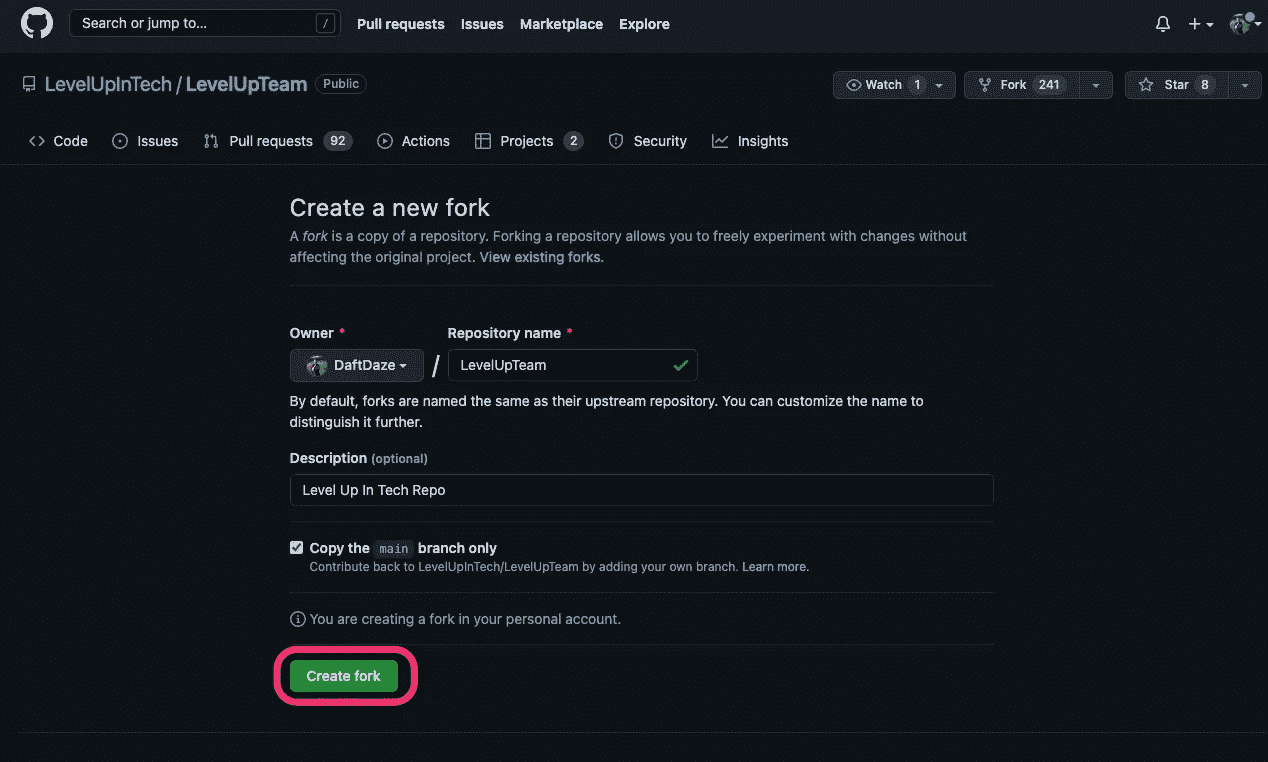 Search or jump to... / Pull requests Issues Marketplace Explore
LevelUpInTech / LevelUpTeam Public Watch 1 Fork 241 Star 8
Code Issues Pull requests 92 Actions Projects 2 Security Insights
Create a new fork
A fork is a copy of a repository. Forking a repository allows you to freely experiment with changes without
affecting the original project. View existing forks.
Owner * Repository name *
DaftDaze / LevelUpTeam
By default, forks are named the same as their upstream repository. You can customize the name to
distinguish it further.
Description (optional)
Level Up In Tech Repo
Copy the main branch only
Contribute back to LevelUpInTech/LevelUpTeam by adding your own branch. Learn more.
You are creating a fork in your personal account.
Create fork